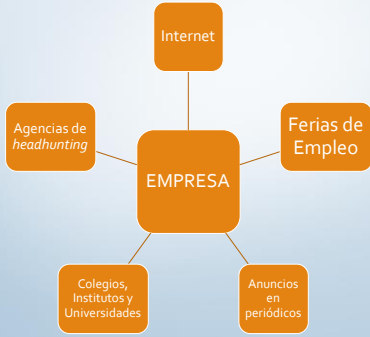 Internet
Agencias de
headhunting
Ferias de
Empleo
EMPRESA
Colegios,
Institutos y
Universidades
Anuncios
en
periódicos